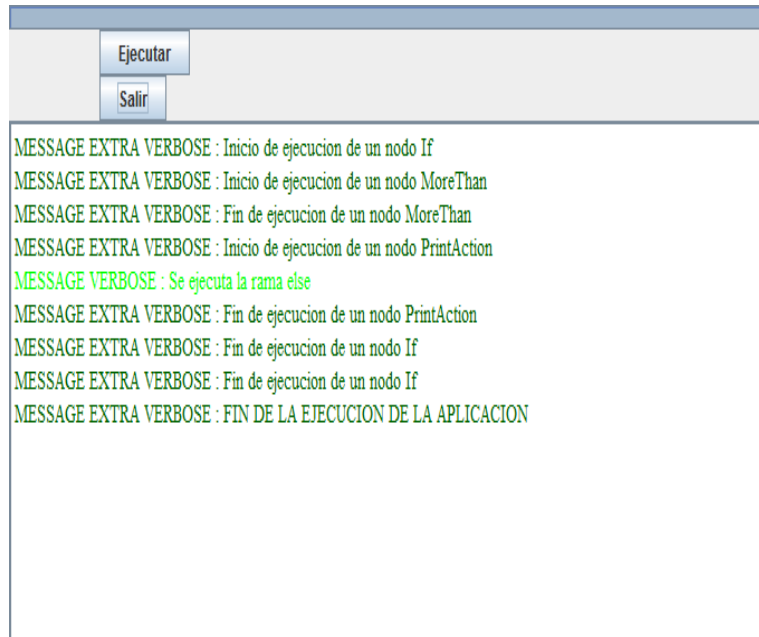 Ejecutar
Salir
MESSAGE EXTRA VERBOSE : Inicio de ejecucion de un nodo If
MESSAGE EXTRA VERBOSE : Inicio de ejecucion de un nodo MoreThan
MESSAGE EXTRA VERBOSE : Fin de ejecucion de un nodo MoreThan
MESSAGE EXTRA VERBOSE : Inicio de ejecucion de un nodo PrintAction
MESSAGE VERBOSE : Se ejecuta la rama else
MESSAGE EXTRA VERBOSE : Fin de ejecucion de un nodo PrintAction
MESSAGE EXTRA VERBOSE : Fin de ejecucion de un nodo If
MESSAGE EXTRA VERBOSE : Fin de ejecucion de un nodo If
MESSAGE EXTRA VERBOSE : FIN DE LA EJECUCION DE LA APLICACION